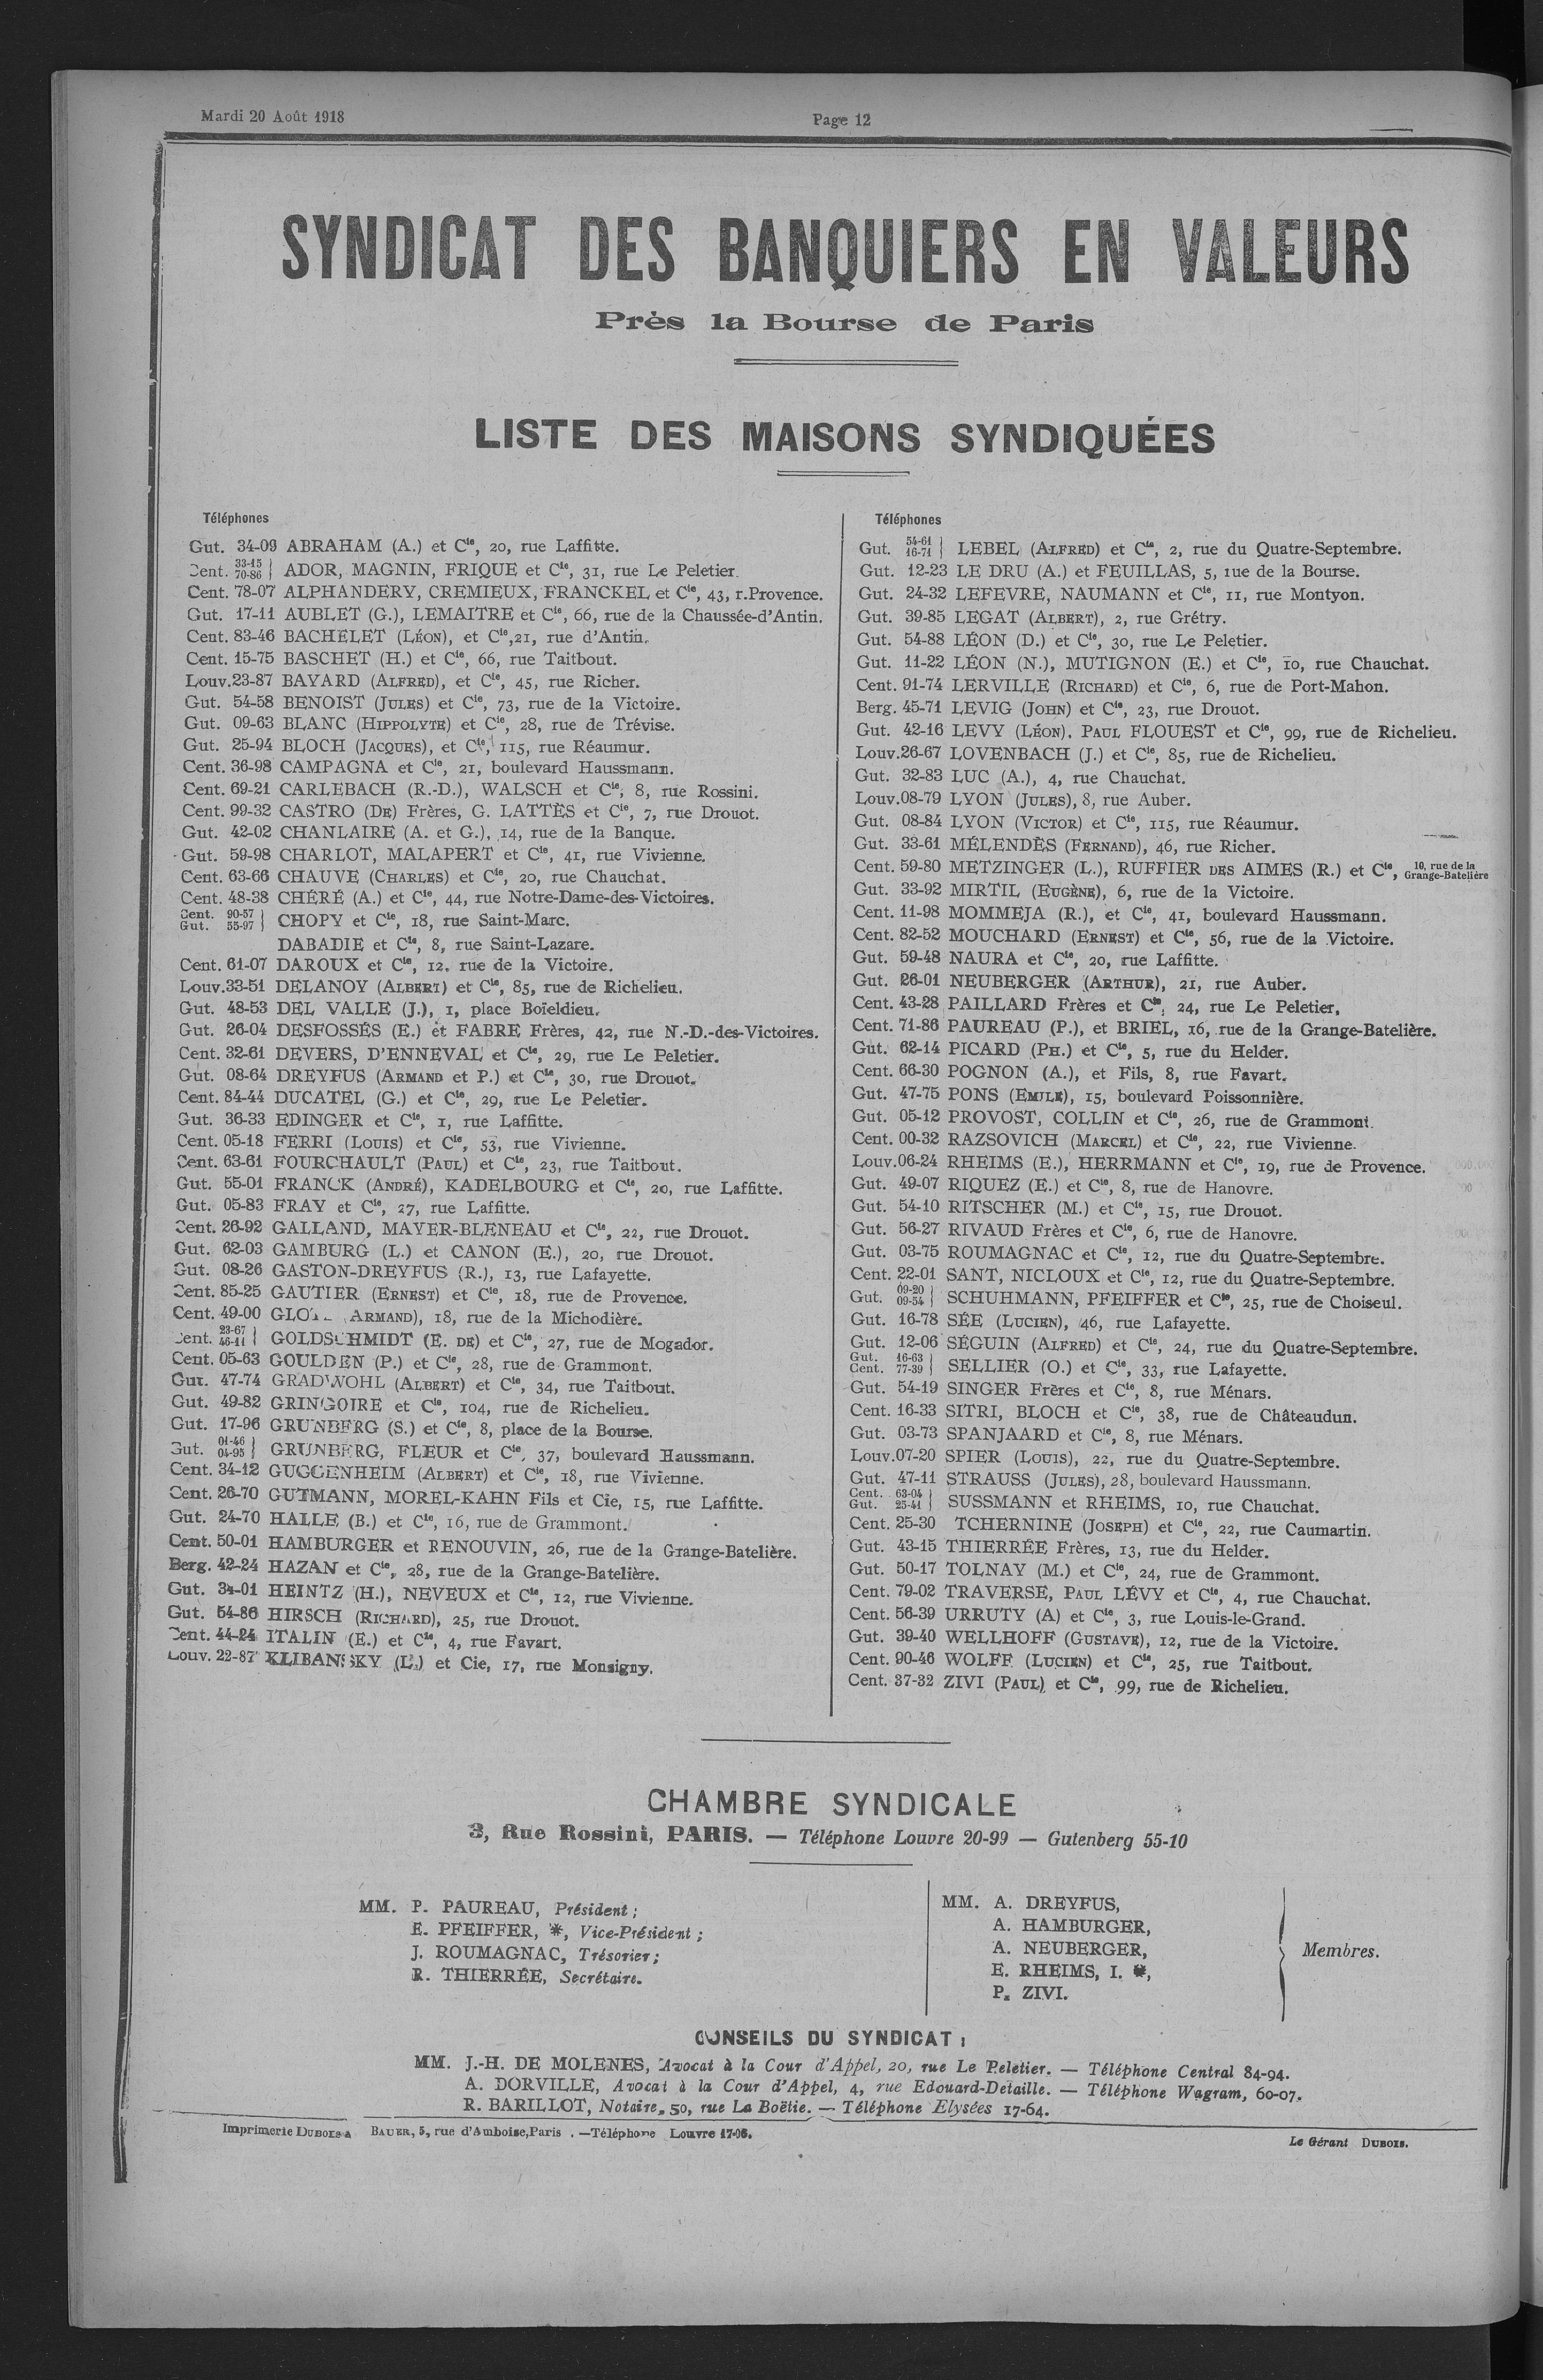 Mardi 20 Août 1918
Page 12
SYNDICAT DES BANQUIERS EN VALEURS
Près la Bourse de Paris
LISTE DES MAISONS SYNDIQUÉES
Téléphones
Gut. 34-09 ABRAHAM (A.) et Cie, 20, rue Laffitte.
Cent. 33-15 70-86 } ADOR, MAGNIN, FRIQUE et Cie, 31, rue Le Peletier.
Cent. 78-07 ALPHANDERY, CREMIEUX, FRANCKEL et Cie, 43, r.Provence.
Gut. 17-11 AUBLET (G.), LEMAITRE et Cie, 66, rue de la Chaussée-d'Antin.
Cent. 83-46 BACHELET (LÉON), et Cie,21, rue d'Antin.
Cent. 15-75 BASCHET (H.) et Cie, 66, rue Taitbout.
Louv.23-87 BAYARD (ALFRED), et Cie, 45, rue Richer.
Gut. 54-58 BENOIST (JULES) et Cie, 73, rue de la Victoire.
Gut. 09-63 BLANC (HIPPOLYTE) et Cie, 28, rue de Trévise.
Gut. 25-94 BLOCH (JACQUES), et Cie, 115, rue Réaumur.
Cent. 36-98 CAMPAGNA et Cie, 21, boulevard Haussmann.
Cent. 69-21 CARLEBACH (R.-D.), WALSCH et Cie, 8, rue Rossini.
Cent. 99-32 CASTRO (DE) Frères, G. LATTÈS et Cie, 7, rue Drouot.
Gut. 42-02 CHANLAIRE (A. et G.), 14, rue de la Banque.
Gut. 59-98 CHARLOT, MALAPERT et Cie, 41, rue Vivienne.
Cent. 63-66 CHAUVE (CHARLES) et Cie, 20, rue Chauchat.
Cent. 48-38 CHÉRÉ (A.) et Cie, 44, rue Notre-Dame-des-Victoires.
Cent. 90-57 Gut. 55-97 } CHOPY et Cie, 18, rue Saint-Marc.
DABADIE et Cie, 8, rue Saint-Lazare.
Cent. 61-07 DAROUX et Cie, 12, rue de la Victoire.
Louv.33-51 DELANOY (ALBERT) et Cie, 85, rue de Richelieu.
Gut. 48-53 DEL VALLE (J.), 1, place Boïeldieu.
Gut. 26-04 DESFOSSÉS (E.) et FABRE Frères, 42, rue N.-D.-des-Victoires.
Cent. 32-61 DEVERS, D'ENNEVAL et Cie, 29, rue Le Peletier.
Gut. 08-64 DREYFUS (ARMAND et P.) et Cie, 30, rue Drouot.
Cent. 84-44 DUCATEL (G.) et Cie, 29, rue Le Peletier.
Gut. 36-33 EDINGER et Cie, 1, rue Laffitte.
Cent. 05-18 FERRI (LOUIS) et Cie, 53, rue Vivienne.
Cent. 63-61 FOURCHAULT (PAUL) et Cie, 23, rue Taitbout.
Gut. 55-01 FRANCK (ANDRÉ), KADELBOURG et Cie, 20, rue Laffitte.
Gut. 05-83 FRAY et Cie, 27, rue Laffitte.
Cent. 26-92 GALLAND, MAYER-BLENEAU et Cie, 22, rue Drouot.
Gut. 62-03 GAMBURG (L.) et CANON (E.), 20, rue Drouot.
Gut. 08-26 GASTON-DREYFUS (R.), 13, rue Lafayette.
Cent. 85-25 GAUTIER (ERNEST) et Cie, 18, rue de Provence.
Cent. 49-00 ARMAND), 18, rue de la Michodière.
Cent. 23-67 46-11 } GOLDSCHMIDT (E. DE) et Cie, 27, rue de Mogador.
Cent. 05-63 GOULDEN (P.) et Cie, 28, rue de Grammont.
Gut. 47-74 GRADWOHL (ALBERT) et Cie, 34, rue Taitbout.
Gut. 49-82 GRINGOIRE et Cie, 104, rue de Richelieu.
Gut. 17-96 GRUNBERG (S.) et Cie, 8, place de la Bourse.
Gut. 01-46 04-95 } GRUNBERG, FLEUR et Cie, 37, boulevard Haussmann.
Cent. 34-12 GUGGENHEIM (ALBERT) et Cie, 18, rue Vivienne.
Cent. 26-70 GUTMANN, MOREL-KAHN Fils et Cie, 15, rue Laffitte.
Gut. 24-70 HALLE (B.) et Cie, 16, rue de Grammont.
Cent. 50-01 HAMBURGER et RENOUVIN, 26, rue de la Grange-Batelière.
Berg. 42-24 HAZAN et Cie, 28, rue de la Grange-Batelière.
Gut. 34-01 HEINTZ (H.), NEVEUX et Cie, 12, rue Vivienne.
Gut. 54-86 HIRSCH (RICHARD), 25, rue Drouot.
Cent. 44-24 ITALIN (E.) et Cie, 4, rue Favart.
Louv. 22-87 KLIBANSKY (L.) et Cie, 17, rue Monsigny.
Téléphones
Gut. 54-61 16-71 } LEBEL (ALFRED) et Cie, 2, rue du Quatre-Septembre.
Gut. 12-23 LE DRU (A.) et FEUILLAS, 5, rue de la Bourse.
Gut. 24-32 LEFEVRE, NAUMANN et Cie, 11, rue Montyon.
Gut. 39-85 LEGAT (ALBERT), 2, rue Grétry.
Gut. 54-88 LÉON (D.) et Cie, 30, rue Le Peletier.
Gut. 11-22 LÉON (N.), MUTIGNON (E.) et Cie, 10, rue Chauchat.
Cent. 91-74 LERVILLE (RICHARD) et Cie, 6, rue de Port-Mahon.
Berg. 45-71 LEVIG (JOHN) et Cie, 23, rue Drouot.
Gut. 42-16 LEVY (LÉON), PAUL FLOUEST et Cie, 99, rue de Richelieu.
Louv.26-67 LOVENBACH (J.) et Cie, 85, rue de Richelieu.
Gut. 32-83 LUC (A.), 4, rue Chauchat.
Louv.08-79 LYON (JULES), 8, rue Auber.
Gut. 08-84 LYON (VICTOR) et Cie, 115, rue Réaumur.
Gut. 33-61 MÉLENDÈS (FERNAND), 46, rue Richer.
Cent. 59-80 METZINGER (L.), RUFFIER DES AIMES (R.) et Cie, 10, rue de la Grange-Batelière
Gut. 33-92 MIRTIL (EUGÈNE), 6, rue de la Victoire.
Cent. 11-98 MOMMEJA (R.), et Cie, 41, boulevard Haussmann.
Cent. 82-52 MOUCHARD (ERNEST) et Cie, 56, rue de la Victoire.
Gut. 59-48 NAURA et Cie, 20, rue Laffitte.
Gut. 26-01 NEUBERGER (ARTHUR), 21, rue Auber.
Cent. 43-28 PAILLARD Frères et Cie, 24, rue Le Peletier,
Cent. 71-86 PAUREAU (P.), et BRIEL, 16, rue de la Grange-Batelière.
Gut. 62-14 PICARD (PH.) et Cie, 5, rue du Helder.
Cent. 66-30 POGNON (A.), et Fils, 8, rue Favart.
Gut. 47-75 PONS (EMILE), 15, boulevard Poissonnière.
Gut. 05-12 PROVOST, COLLIN et Cie, 26, rue de Grammont.
Cent. 00-32 RAZSOVICH (MARCEL) et Cie, 22, rue Vivienne.
Louv.06-24 RHEIMS (E.), HERRMANN et Cie, 19, rue de Provence.
Gut. 49-07 RIQUEZ (E.) et Cie, 8, rue de Hanovre.
Gut. 54-10 RITSCHER (M.) et Cie, 15, rue Drouot.
Gut. 56-27 RIVAUD Frères et Cie, 6, rue de Hanovre.
Gut. 03-75 ROUMAGNAC et Cie, 12, rue du Quatre-Septembre.
Cent. 22-01 SANT, NICLOUX et Cie, 12, rue du Quatre-Septembre.
Gut. 09-20 09-54 } SCHUHMANN, PFEIFFER et Cie, 25, rue de Choiseul.
Gut. 16-78 SÉE (LUCIEN), 46, rue Lafayette.
Gut. 12-06 SÉGUIN (ALFRED) et Cie, 24, rue du Quatre-Septembre.
Gut. 16-63 Cent. 77-39 } SELLIER (O.) et Cie, 33, rue Lafayette.
Gut. 54-19 SINGER Frères et Cie, 8, rue Ménars.
Cent. 16-33 SITRI, BLOCH et Cie, 38, rue de Châteaudun.
Gut. 03-73 SPANJAARD et Cie, 8, rue Ménars.
Louv.07-20 SPIER (LOUIS), 22, rue du Quatre-Septembre.
Gut. 47-11 STRAUSS (JULES), 28, boulevard Haussmann.
Cent. 63-04 Gut. 25-41 } SUSSMANN et RHEIMS, 10, rue Chauchat.
Cent. 25-30 TCHERNINE (JOSEPH) et Cie, 22, rue Caumartin.
Gut. 43-15 THIERRÉE Frères, 13, rue du Helder.
Gut. 50-17 TOLNAY (M.) et Cie, 24, rue de Grammont.
Cent. 79-02 TRAVERSE, PAUL LÉVY et Cie, 4, rue Chauchat.
Cent. 56-39 URRUTY (A) et Cie, 3, rue Louis-le-Grand.
Gut. 39-40 WELLHOFF (GUSTAVE), 12, rue de la Victoire.
Cent. 90-46 WOLFF (LUCIEN) et Cie, 25, rue Taitbout.
Cent. 37-32 ZIVI (PAUL) et Cie, 99, rue de Richelieu.
CHAMBRE SYNDICALE
3, Rue Rossini, PARIS. — Téléphone Louvre 20-99 — Gutenberg 55-10
MM. P. PAUREAU, Président;
E. PFEIFFER, *, Vice-Président;
J. ROUMAGNAC, Trésorier;
R. THIERRÉE, Secrétaire.
MM. A. DREYFUS,
A. HAMBURGER,
A. NEUBERGER,
E. RHEIMS, I. *,
P. ZIVI.
Membres.
CONSEILS DU SYNDICAT:
MM. J.-H. DE MOLENES, Avocat à la Cour d'Appel, 20, rue Le Peletier. — Téléphone Central 84-94.
A. DORVILLE, Avocat à la Cour d'Appel, 4, rue Edouard-Detaille. — Téléphone Wagram, 60-07.
R. BARILLOT, Notaire, 50, rue La Boëtie. — Téléphone Elysées 17-64.
Imprimerie DUBOIS & BAUER, 5, rue d'Amboise,Paris . —Téléphone Louvre 17-06.
Le Gérant DUBOIS.